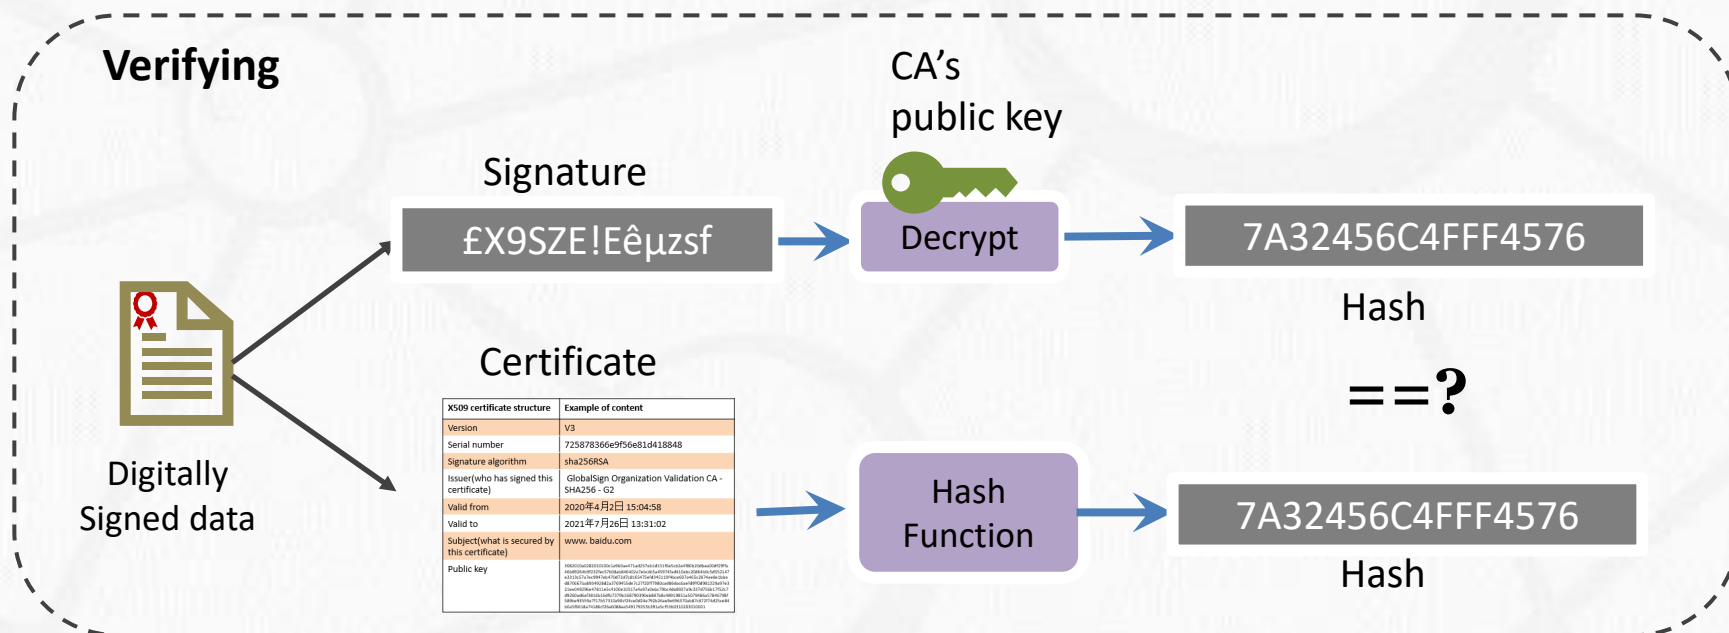 Verifying
CA's
public key
Signature
£X9SZE!Eêµzsf
Decrypt
7A32456C4FFF4576
Hash
Certificate
==?
X509 certificate structure Example of content
Version V3
Serial number 725878366e9f56e81d418848
Signature algorithm sha256RSA
Issuer(who has signed this GlobalSign Organization Validation CA -
certificate) SHA256 - G2
Valid from 2020年4月2日 15:04:58
Valid to 2021年7月26日 13:31:02
Subject(what is secured by www. baidu.com
this certificate)
Public key
Digitally
Signed data
Hash
Function
7A32456C4FFF4576
Hash